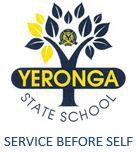 YERONGA
STATE SCHOOL
SERVICE BEFORE SELF